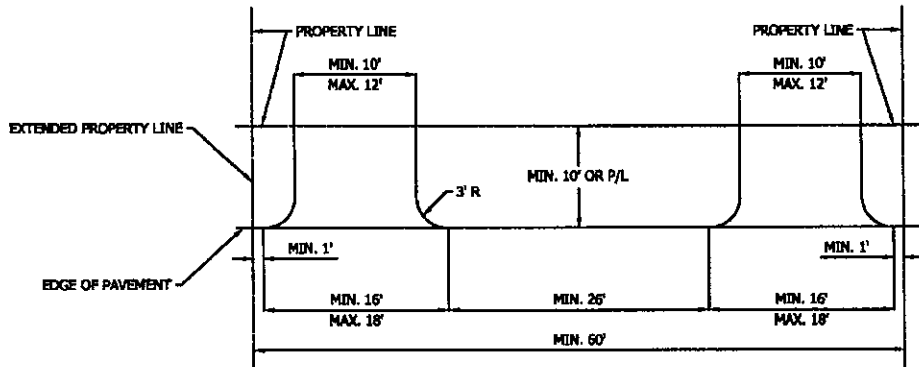 PROPERTY LINE
PROPERTY LINE
MIN. 10'
MAX. 12'
MIN. 10'
MAX. 12'
EXTENDED PROPERTY LINE
MIN. 10' OR P/L
3' R
MIN. 1'
MIN. 1'
EDGE OF PAVEMENT
MIN. 16'
MAX. 18'
MIN. 26'
MIN. 16'
MAX. 18'
MIN. 60'